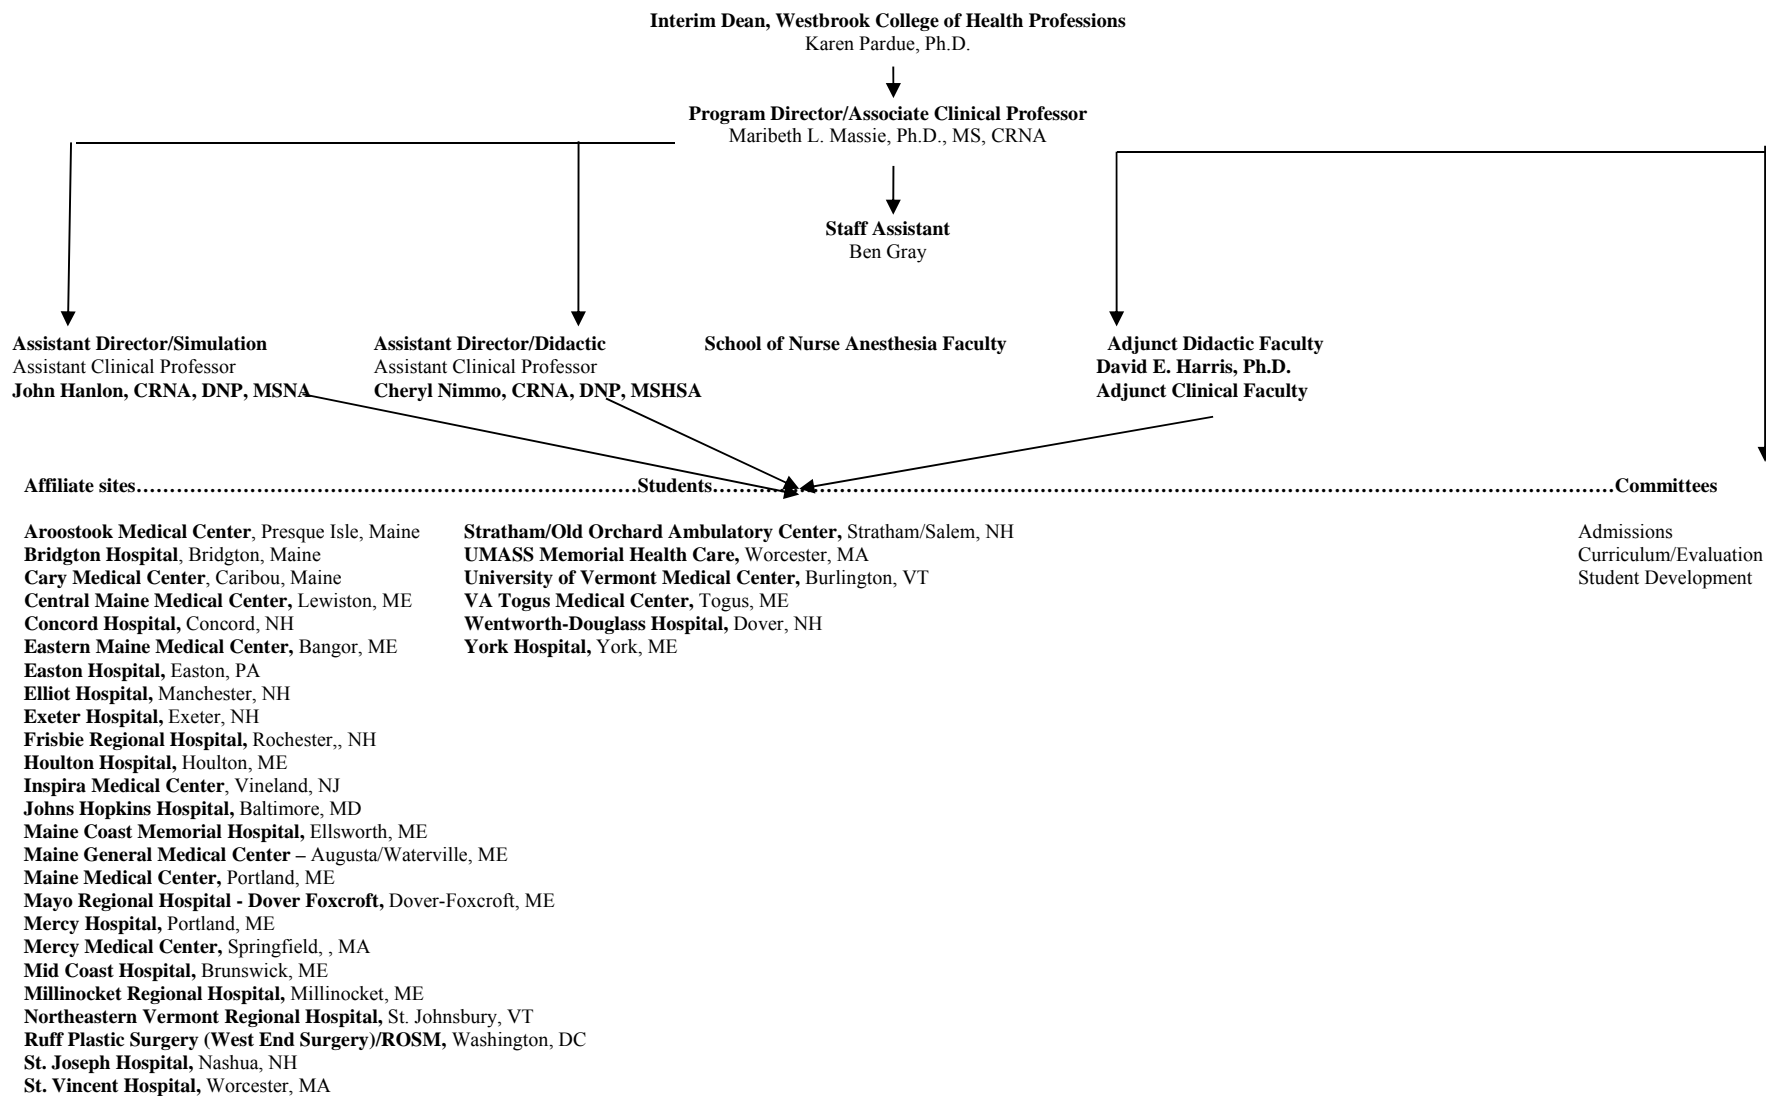 Interim Dean, Westbrook College of Health Professions
Karen Pardue, Ph.D.
Program Director/Associate Clinical Professor
Maribeth L. Massie, Ph.D., MS, CRNA
Staff Assistant
Ben Gray
Assistant Director/Simulation
Assistant Clinical Professor
John Hanlon, CRNA, DNP, MSNA
Assistant Director/Didactic
Assistant Clinical Professor
Cheryl Nimmo, CRNA, DNP, MSHSA
School of Nurse Anesthesia Faculty
Adjunct Didactic Faculty
David E. Harris, Ph.D.
Adjunct Clinical Faculty
Affiliate sites……………………………………………………………………Students…………………………………………………………………………………………………………………………Committees
Aroostook Medical Center, Presque Isle, Maine
Bridgton Hospital, Bridgton, Maine
Cary Medical Center, Caribou, Maine
Central Maine Medical Center, Lewiston, ME
Concord Hospital, Concord, NH
Eastern Maine Medical Center, Bangor, ME
Easton Hospital, Easton, PA
Elliot Hospital, Manchester, NH
Exeter Hospital, Exeter, NH
Frisbie Regional Hospital, Rochester,, NH
Houlton Hospital, Houlton, ME
Inspira Medical Center, Vineland, NJ
Johns Hopkins Hospital, Baltimore, MD
Maine Coast Memorial Hospital, Ellsworth, ME
Maine General Medical Center – Augusta/Waterville, ME
Maine Medical Center, Portland, ME
Mayo Regional Hospital - Dover Foxcroft, Dover-Foxcroft, ME
Mercy Hospital, Portland, ME
Mercy Medical Center, Springfield, , MA
Mid Coast Hospital, Brunswick, ME
Millinocket Regional Hospital, Millinocket, ME
Northeastern Vermont Regional Hospital, St. Johnsbury, VT
Ruff Plastic Surgery (West End Surgery)/ROSM, Washington, DC
St. Joseph Hospital, Nashua, NH
St. Vincent Hospital, Worcester, MA
Stratham/Old Orchard Ambulatory Center, Stratham/Salem, NH
UMASS Memorial Health Care, Worcester, MA
University of Vermont Medical Center, Burlington, VT
VA Togus Medical Center, Togus, ME
Wentworth-Douglass Hospital, Dover, NH
York Hospital, York, ME
Admissions
Curriculum/Evaluation
Student Development